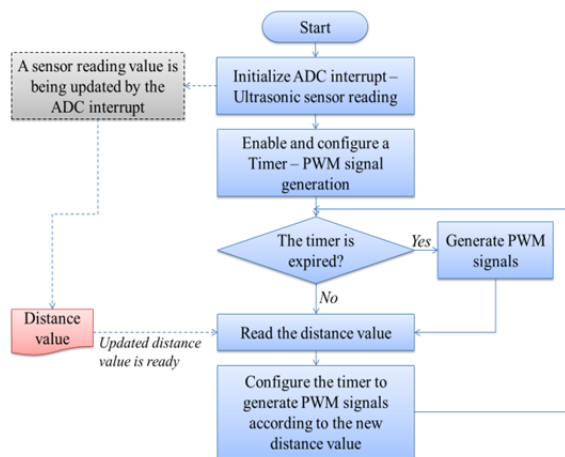 Start
A sensor reading value is
being updated by the
ADC interrupt
Initialize ADC interrupt –
Ultrasonic sensor reading
Enable and configure a
Timer – PWM signal
generation
The timer is
expired?
Yes
Generate PWM
signals
No
Distance
value
Updated distance
value is ready
Read the distance value
Configure the timer to
generate PWM signals
according to the new
distance value